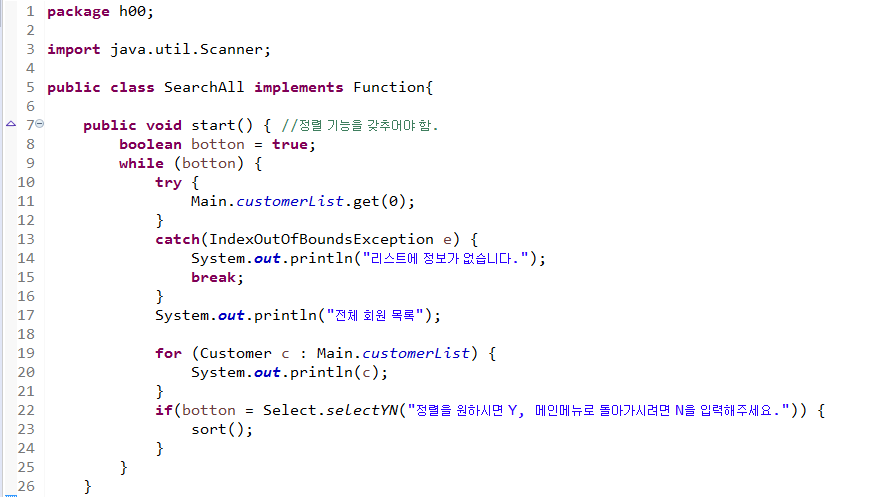 1 package h00;
2
3 import java.util.Scanner;
4
5 public class SearchAll implements Function{
6
7 public void start() { //정렬 기능을 갖추어야 함.
8 boolean botton = true;
9 while (botton) {
10 try {
11 Main.customerList.get(0);
12 }
13 catch(IndexOutOfBoundsException e) {
14 System.out.println("리스트에 정보가 없습니다.");
15 break;
16 }
17 System.out.println("전체 회원 목록");
18
19 for (Customer c : Main.customerList) {
20 System.out.println(c);
21 }
22 if(botton = Select.selectYN("정렬을 원하시면 Y, 메인메뉴로 돌아가시려면 N을 입력해주세요.")) {
23 sort();
24 }
25 }
26 }